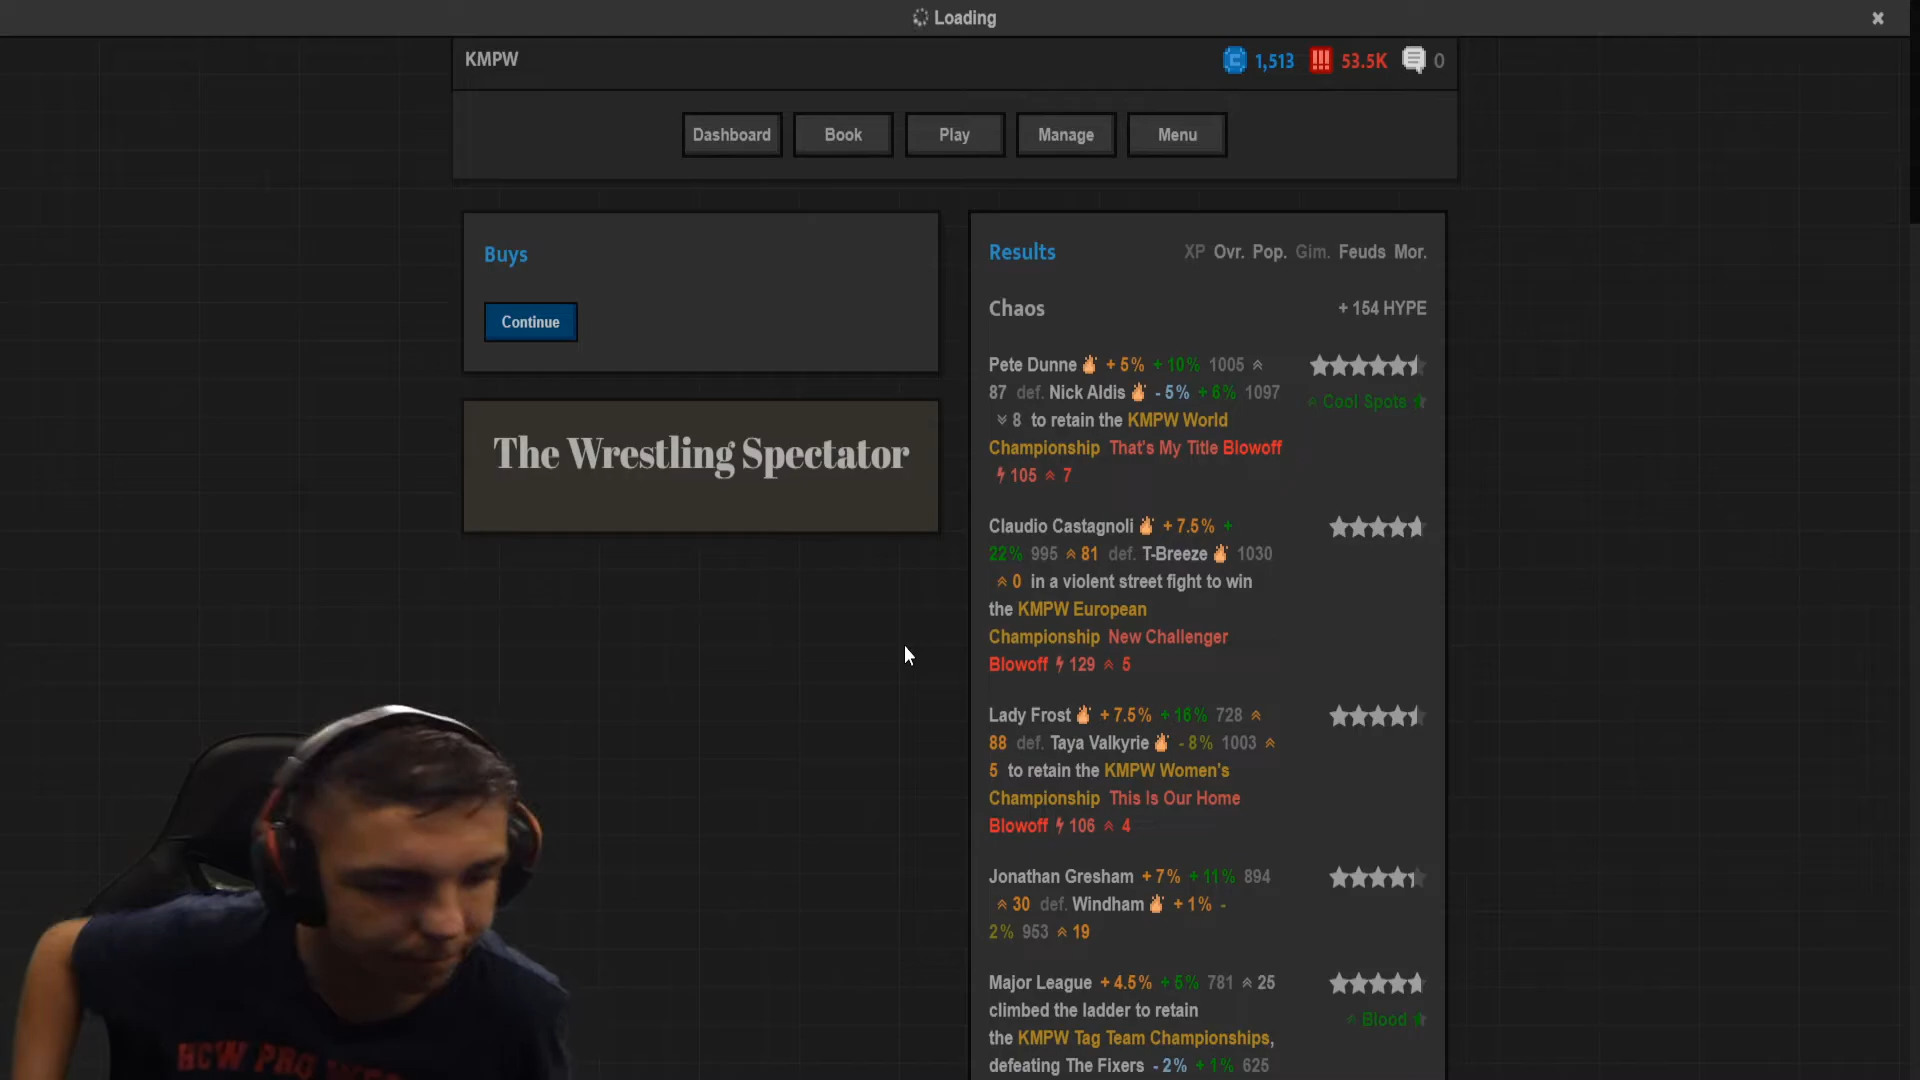 Loading
KMPW
1,513 53.5K 0
Dashboard Book Play Manage Menu
Buys
Continue
The Wrestling Spectator
Results XP Ovr. Pop. Gim. Feuds Mor.
Chaos + 154 HYPE
Pete Dunne + 5% + 10% 1005
87 def. Nick Aldis - 5% + 6% 1097
8 to retain the KMPW World
Championship That's My Title Blowoff
105 7
Cool Spots
Claudio Castagnoli + 7.5% +
22% 995 81 def. T-Breeze 1030
0 in a violent street fight to win
the KMPW European
Championship New Challenger
Blowoff 129 5
Lady Frost + 7.5% + 16% 728
88 def. Taya Valkyrie - 8% 1003
5 to retain the KMPW Women's
Championship This Is Our Home
Blowoff 106 4
Jonathan Gresham + 7% + 11% 894
30 def. Windham + 1% -
2% 953 19
Major League + 4.5% + 5% 781 25
climbed the ladder to retain
the KMPW Tag Team Championships,
defeating The Fixers - 2% + 1% 625
Blood
HCW PRO